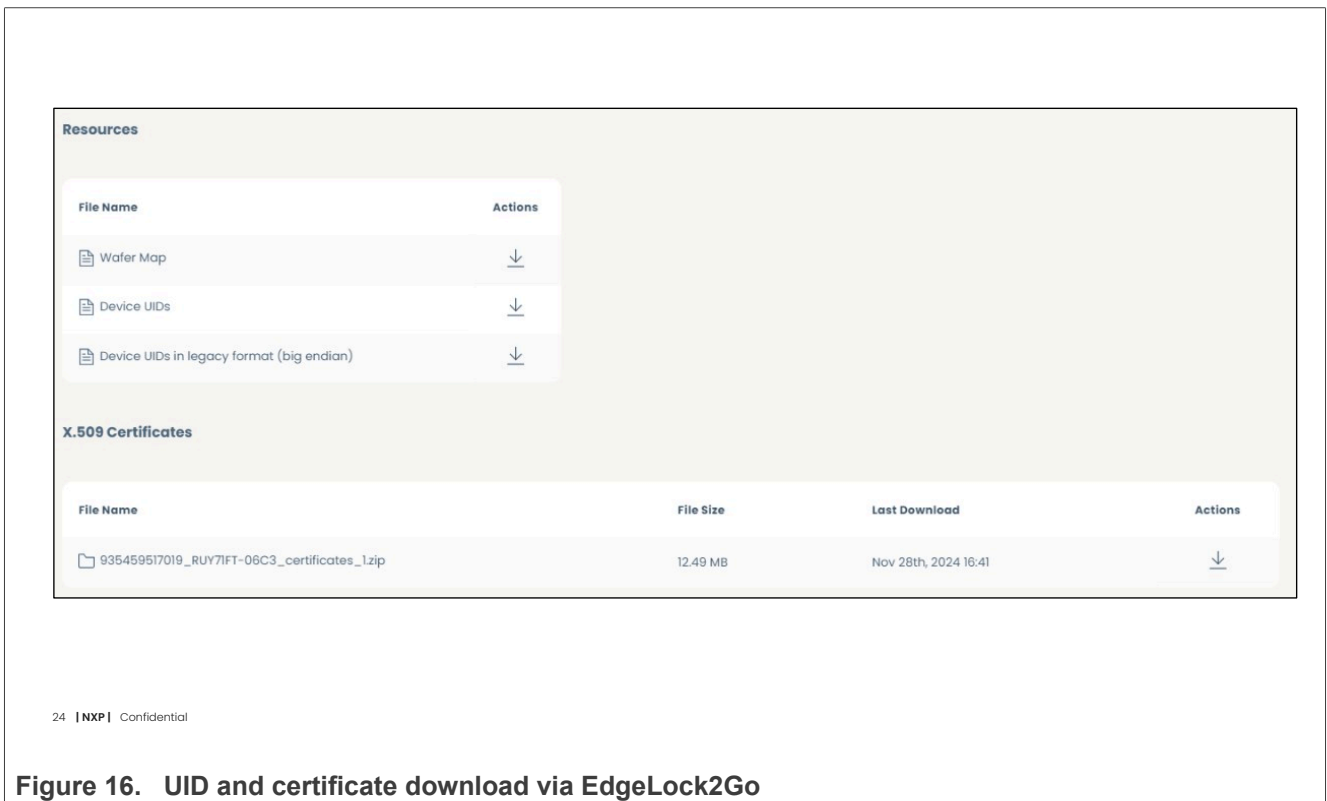 Resources
File Name Actions
Wafer Map
Device UIDs
Device UIDs in legacy format (big endian)
X.509 Certificates
File Name File Size Last Download Actions
935459517019_RUY71FT-06C3_certificates_1.zip 12.49 MB Nov 28th, 2024 16:41
24 | NXP | Confidential
Figure 16. UID and certificate download via EdgeLock2Go